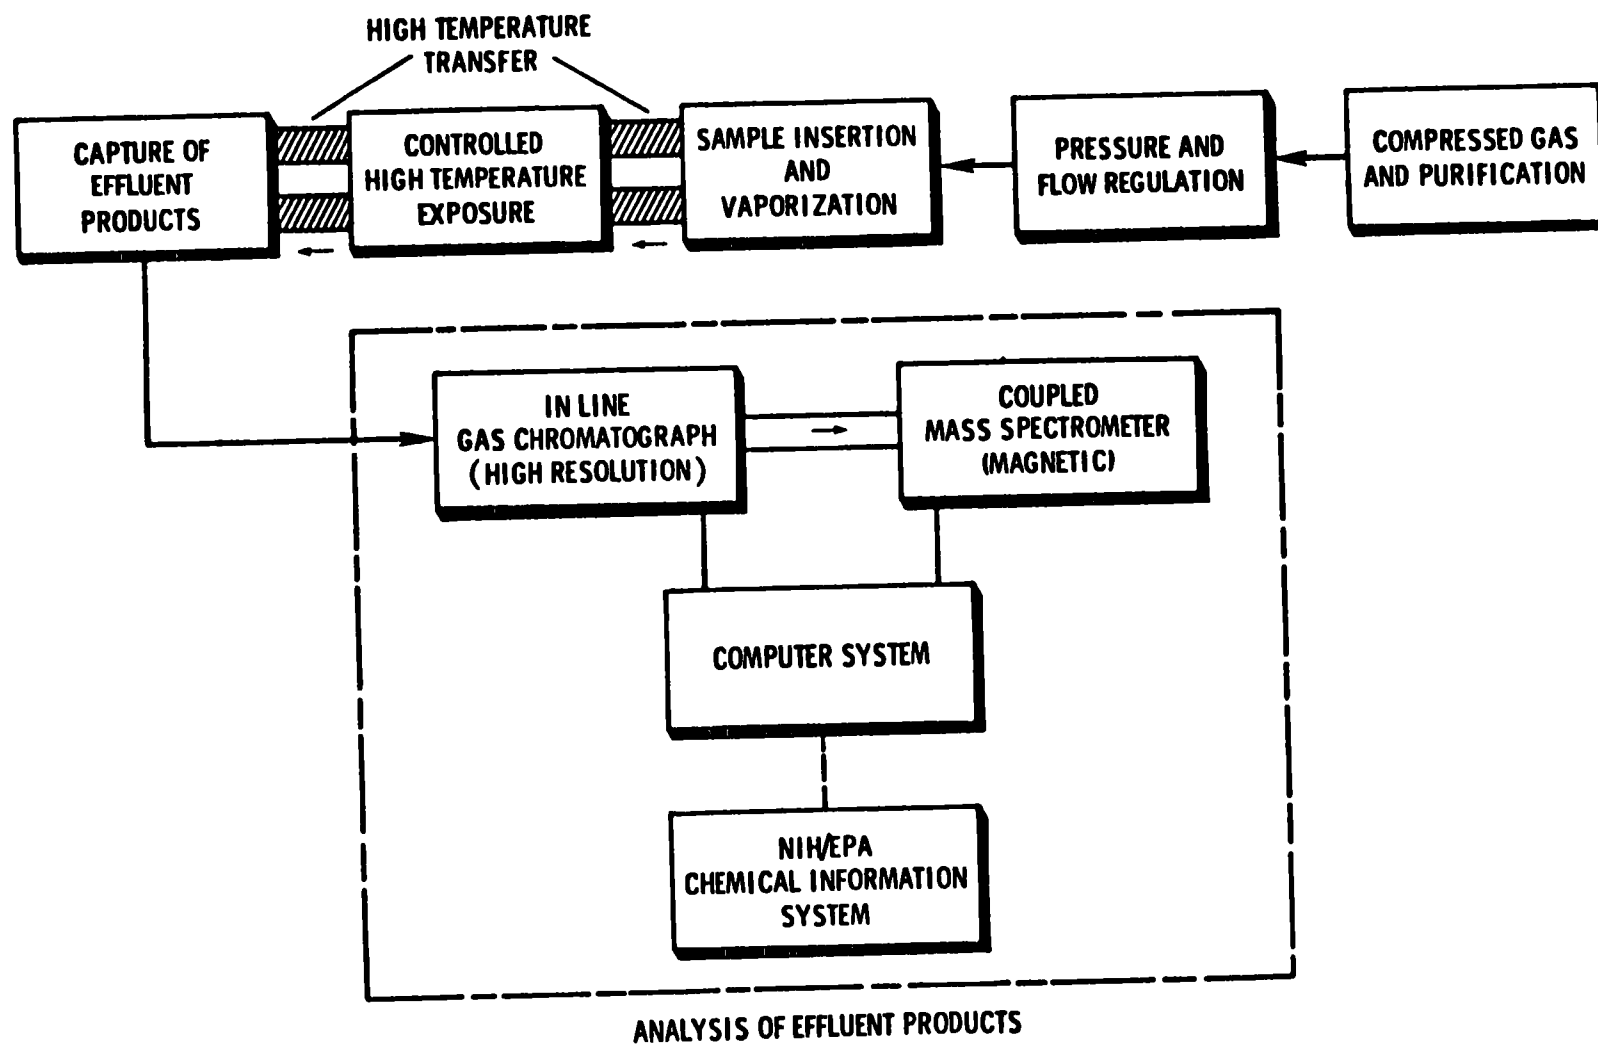 HIGH TEMPERATURE
TRANSFER
CAPTURE OF
EFFLUENT
PRODUCTS
CONTROLLED
HIGH TEMPERATURE
EXPOSURE
SAMPLE INSERTION
AND
VAPORIZATION
PRESSURE AND
FLOW REGULATION
COMPRESSED GAS
AND PURIFICATION
IN LINE
GAS CHROMATOGRAPH
(HIGH RESOLUTION)
COUPLED
MASS SPECTROMETER
(MAGNETIC)
COMPUTER SYSTEM
NIH/EPA
CHEMICAL INFORMATION
SYSTEM
ANALYSIS OF EFFLUENT PRODUCTS